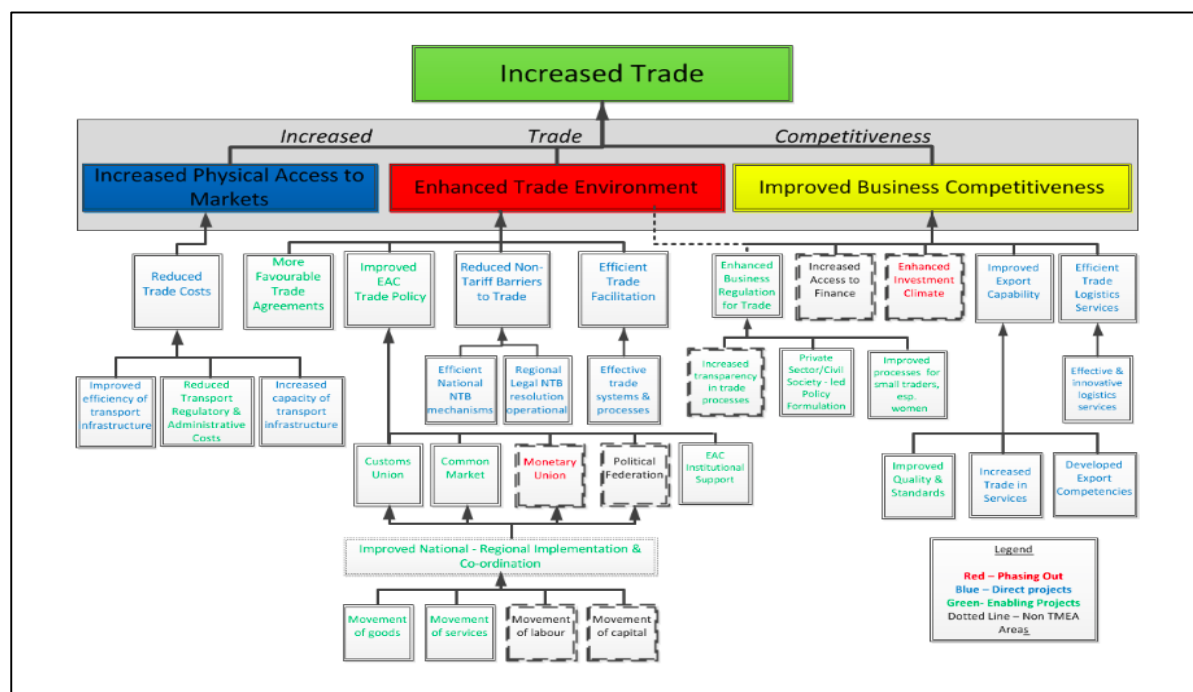 Increased Trade
Increased Trade Competitiveness
Increased Physical Access to
Markets
Enhanced Trade Environment
Improved Business Competitiveness
Reduced
Trade Costs
More
Favourable
Trade
Agreements
Improved
EAC
Trade Policy
Reduced Non-
Tariff Barriers
to Trade
Efficient
Trade
Facilitation
Enhanced
Business
Regulation
for Trade
Increased
Access to
Finance
Enhanced
Investment
Climate
Improved
Export
Capability
Efficient
Trade
Logistics
Services
Improved
efficiency of
transport
nfrastructure
Reduced
Transport
Regulatory &
Administrative
Costs
Increased
capacity of
transport
infrastructure
Efficient
National
NTB
mechanisms
Regional
Legal NTB
resolution
operational
Effective
trade
systems &
processes
Increased
transparency
in trade
processes
Private
Sector/Civil
Society - led
Policy
Formulation
Improved
processes for
small traders,
esp.
women
Effective &
innovative
logistics
services
Customs
Union
Common
Market
Monetary
Union
Political
Federation
EAC
Institutional
Support
Improved
Quality &
Standards
Increased
Trade in
Services
Developed
Export
Competencies
Improved National - Regional Implementation &
Co-ordination
Movement
of goods
Movement
of services
Movement
of labour
Movement
of capital
Legend
Red – Phasing Out
Blue – Direct projects
Green- Enabling Projects
Dotted Line – Non TMEA
Areas